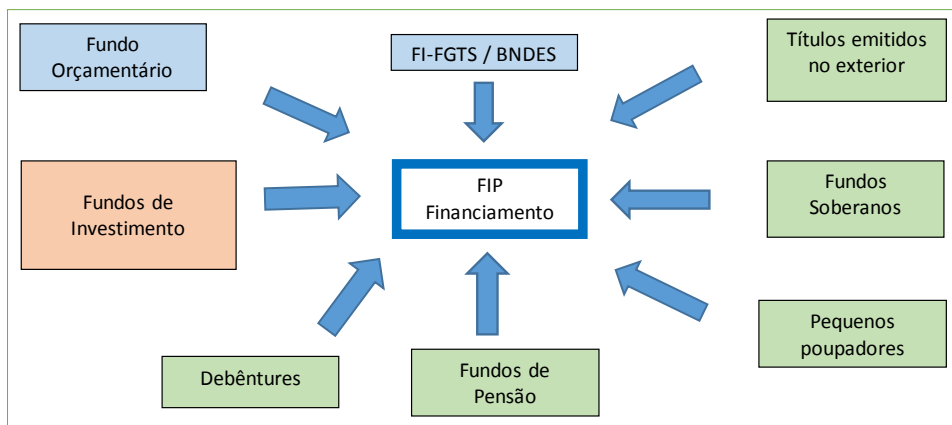 Fundo
Orçamentário
FI-FGTS / BNDES
Títulos emitidos
no exterior
Fundos de
Investimento
FIP
Financiamento
Fundos
Soberanos
Debêntures
Fundos de
Pensão
Pequenos
poupadores